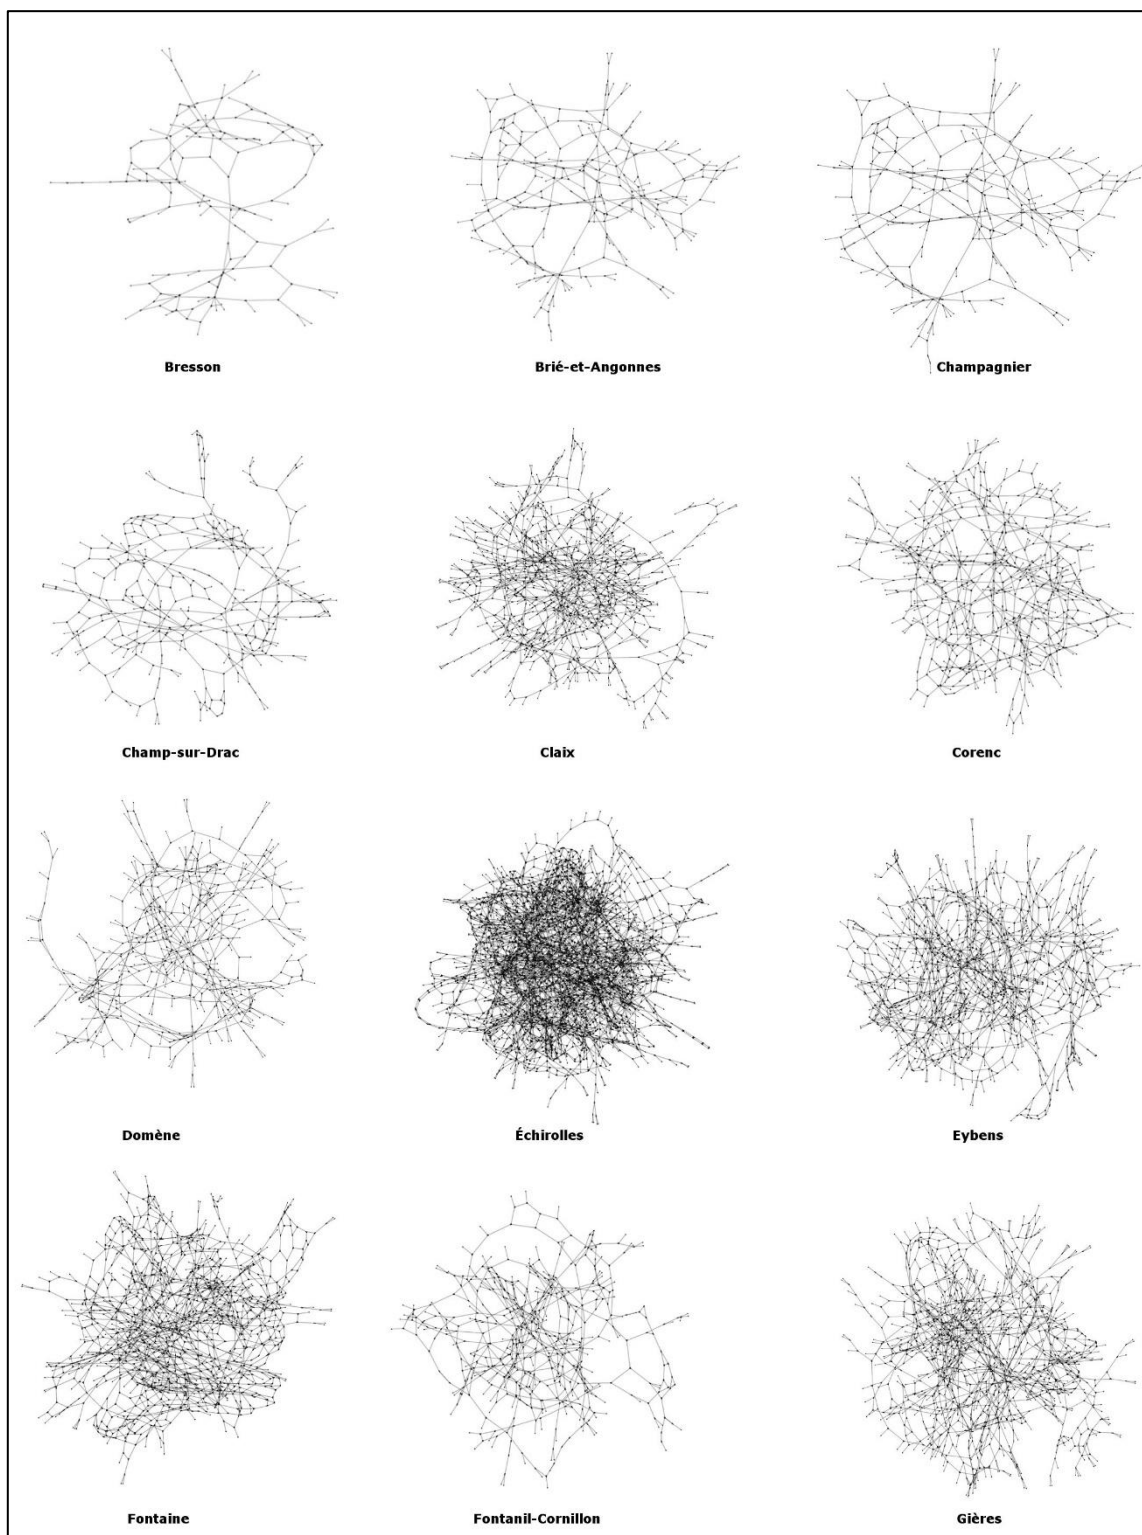 Bresson
Brié-et-Angonnes
Champagnier
Champ-sur-Drac
Claix
Corenc
Domène
Échirolles
Eybens
Fontaine
Fontanil-Cornillon
Gières